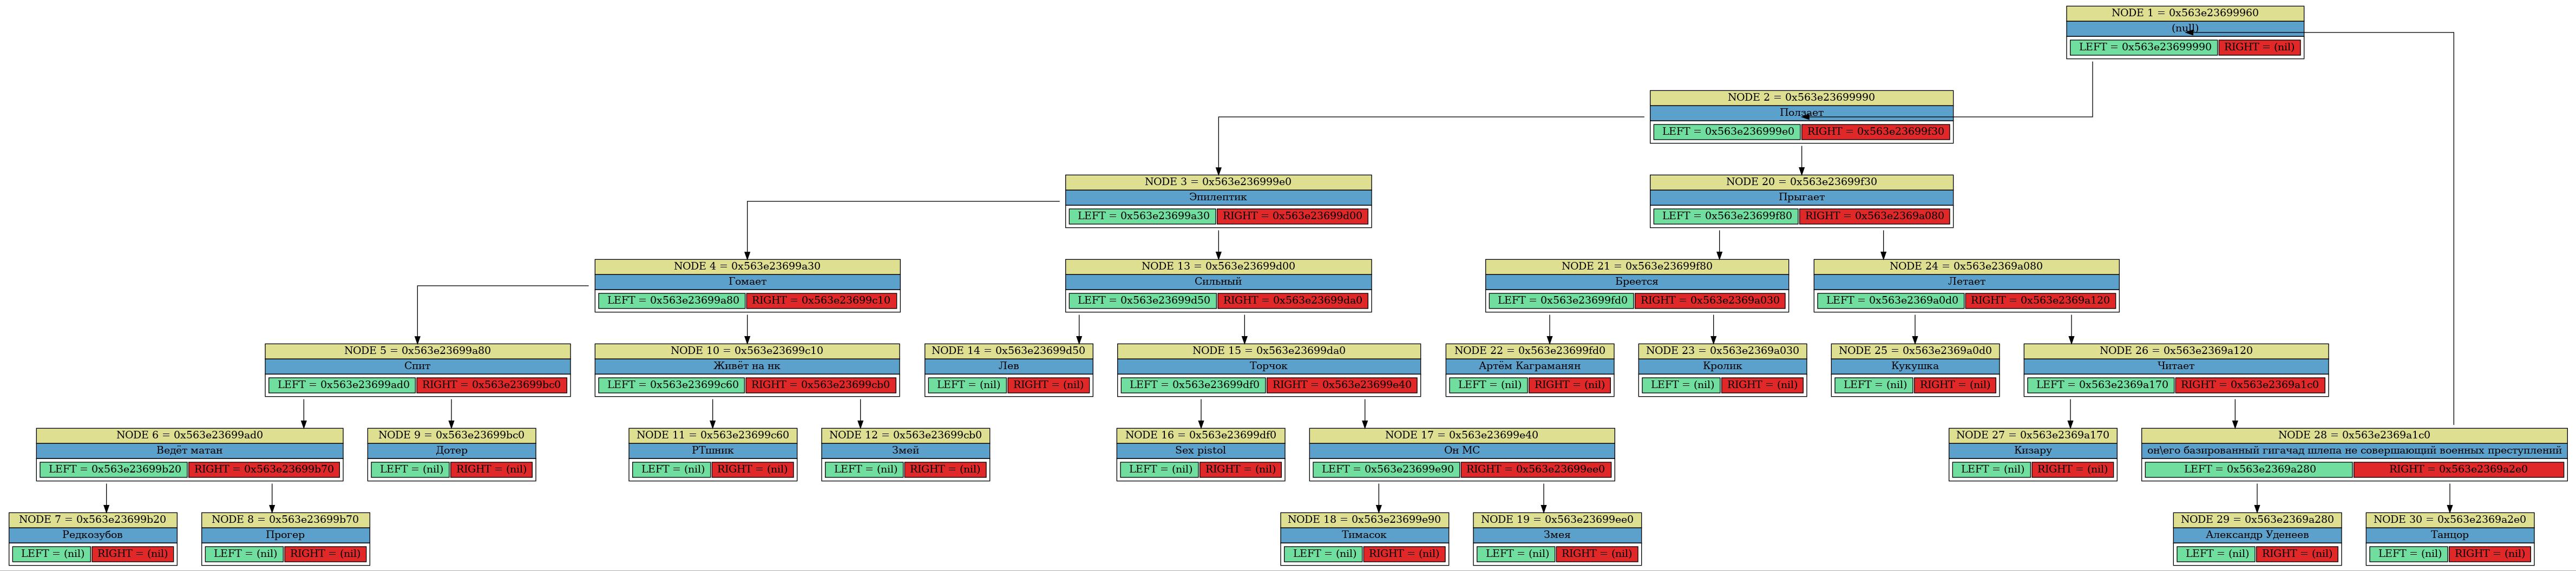 NODE 1 = 0x563e23699960
(null)
LEFT = 0x563e23699990 RIGHT = (nil)
NODE 2 = 0x563e23699990
Ползает
LEFT = 0x563e236999e0 RIGHT = 0x563e23699f30
NODE 3 = 0x563e236999e0
Эпилептик
LEFT = 0x563e23699a30 RIGHT = 0x563e23699d00
NODE 20 = 0x563e23699f30
Прыгает
LEFT = 0x563e23699f80 RIGHT = 0x563e2369a080
NODE 4 = 0x563e23699a30
Гомает
LEFT = 0x563e23699a80 RIGHT = 0x563e23699c10
NODE 13 = 0x563e23699d00
Сильный
LEFT = 0x563e23699d50 RIGHT = 0x563e23699da0
NODE 21 = 0x563e23699f80
Бреется
LEFT = 0x563e23699fd0 RIGHT = 0x563e2369a030
NODE 24 = 0x563e2369a080
Летает
LEFT = 0x563e2369a0d0 RIGHT = 0x563e2369a120
NODE 5 = 0x563e23699a80
Спит
LEFT = 0x563e23699ad0 RIGHT = 0x563e23699bc0
NODE 10 = 0x563e23699c10
Живёт на нк
LEFT = 0x563e23699c60 RIGHT = 0x563e23699cb0
NODE 14 = 0x563e23699d50
Лев
LEFT = (nil) RIGHT = (nil)
NODE 15 = 0x563e23699da0
Торчок
LEFT = 0x563e23699df0 RIGHT = 0x563e23699e40
NODE 22 = 0x563e23699fd0
Артём Каграманян
LEFT = (nil) RIGHT = (nil)
NODE 23 = 0x563e2369a030
Кролик
LEFT = (nil) RIGHT = (nil)
NODE 25 = 0x563e2369a0d0
Кукушка
LEFT = (nil) RIGHT = (nil)
NODE 26 = 0x563e2369a120
Читает
LEFT = 0x563e2369a170 RIGHT = 0x563e2369a1c0
NODE 6 = 0x563e23699ad0
Ведёт матан
LEFT = 0x563e23699b20 RIGHT = 0x563e23699b70
NODE 9 = 0x563e23699bc0
Дотер
LEFT = (nil) RIGHT = (nil)
NODE 11 = 0x563e23699c60
РТшник
LEFT = (nil) RIGHT = (nil)
NODE 12 = 0x563e23699cb0
Змей
LEFT = (nil) RIGHT = (nil)
NODE 16 = 0x563e23699df0
Sex pistol
LEFT = (nil) RIGHT = (nil)
NODE 17 = 0x563e23699e40
Он МС
LEFT = 0x563e23699e90 RIGHT = 0x563e23699ee0
NODE 27 = 0x563e2369a170
Кизару
LEFT = (nil) RIGHT = (nil)
NODE 28 = 0x563e2369a1c0
он\его базированный гигачад шлепа не совершающий военных преступлений
LEFT = 0x563e2369a280 RIGHT = 0x563e2369a2e0
NODE 7 = 0x563e23699b20
Редкозубов
LEFT = (nil) RIGHT = (nil)
NODE 8 = 0x563e23699b70
Прогер
LEFT = (nil) RIGHT = (nil)
NODE 18 = 0x563e23699e90
Тимасок
LEFT = (nil) RIGHT = (nil)
NODE 19 = 0x563e23699ee0
Змея
LEFT = (nil) RIGHT = (nil)
NODE 29 = 0x563e2369a280
Александр Уденеев
LEFT = (nil) RIGHT = (nil)
NODE 30 = 0x563e2369a2e0
Танцор
LEFT = (nil) RIGHT = (nil)